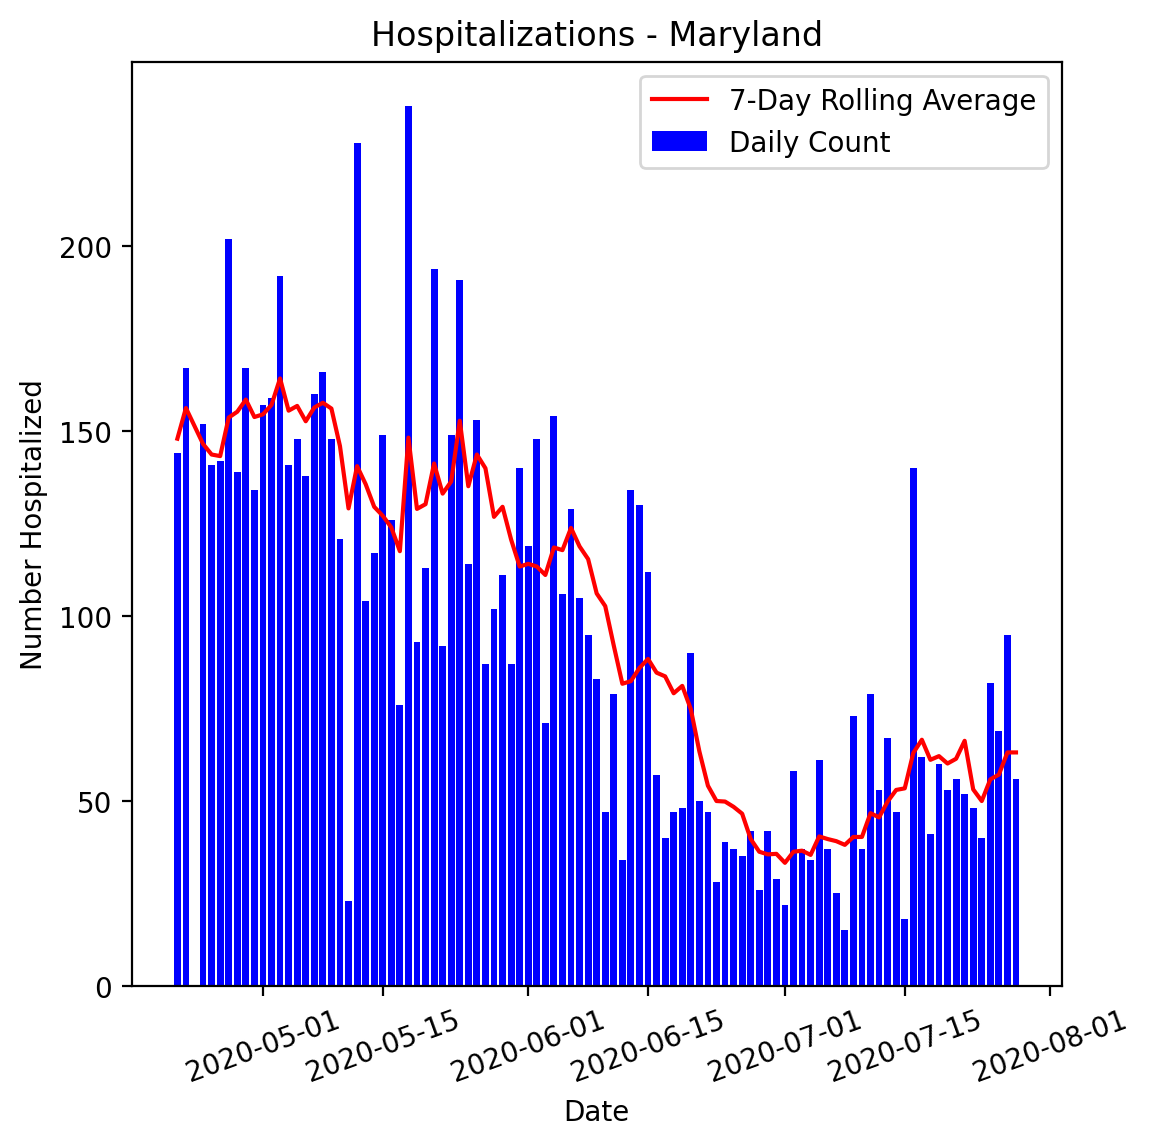 Hospitalizations - Maryland
7-Day Rolling Average
Daily Count
Number Hospitalized
200
150
100
50
0
2020-05-01
2020-05-15
2020-06-01
2020-06-15
2020-07-01
2020-07-15
2020-08-01
Date